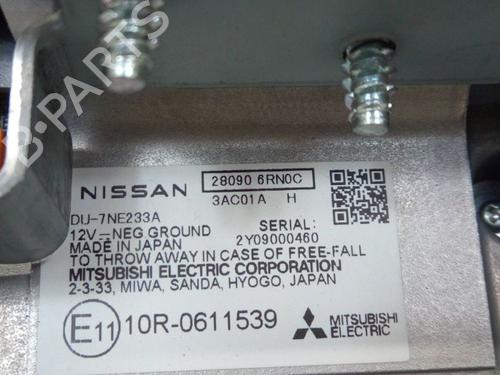 B-PARTS
NISSAN 28090 6RN0C
3AC01A H
DU-7NE233A
12V⎓NEG GROUND SERIAL:
MADE IN JAPAN 2Y09000460
TO THROW AWAY IN CASE OF FREE-FALL
MITSUBISHI ELECTRIC CORPORATION
2-3-33, MIWA, SANDA, HYOGO, JAPAN
E11 10R-0611539 MITSUBISHI
ELECTRIC